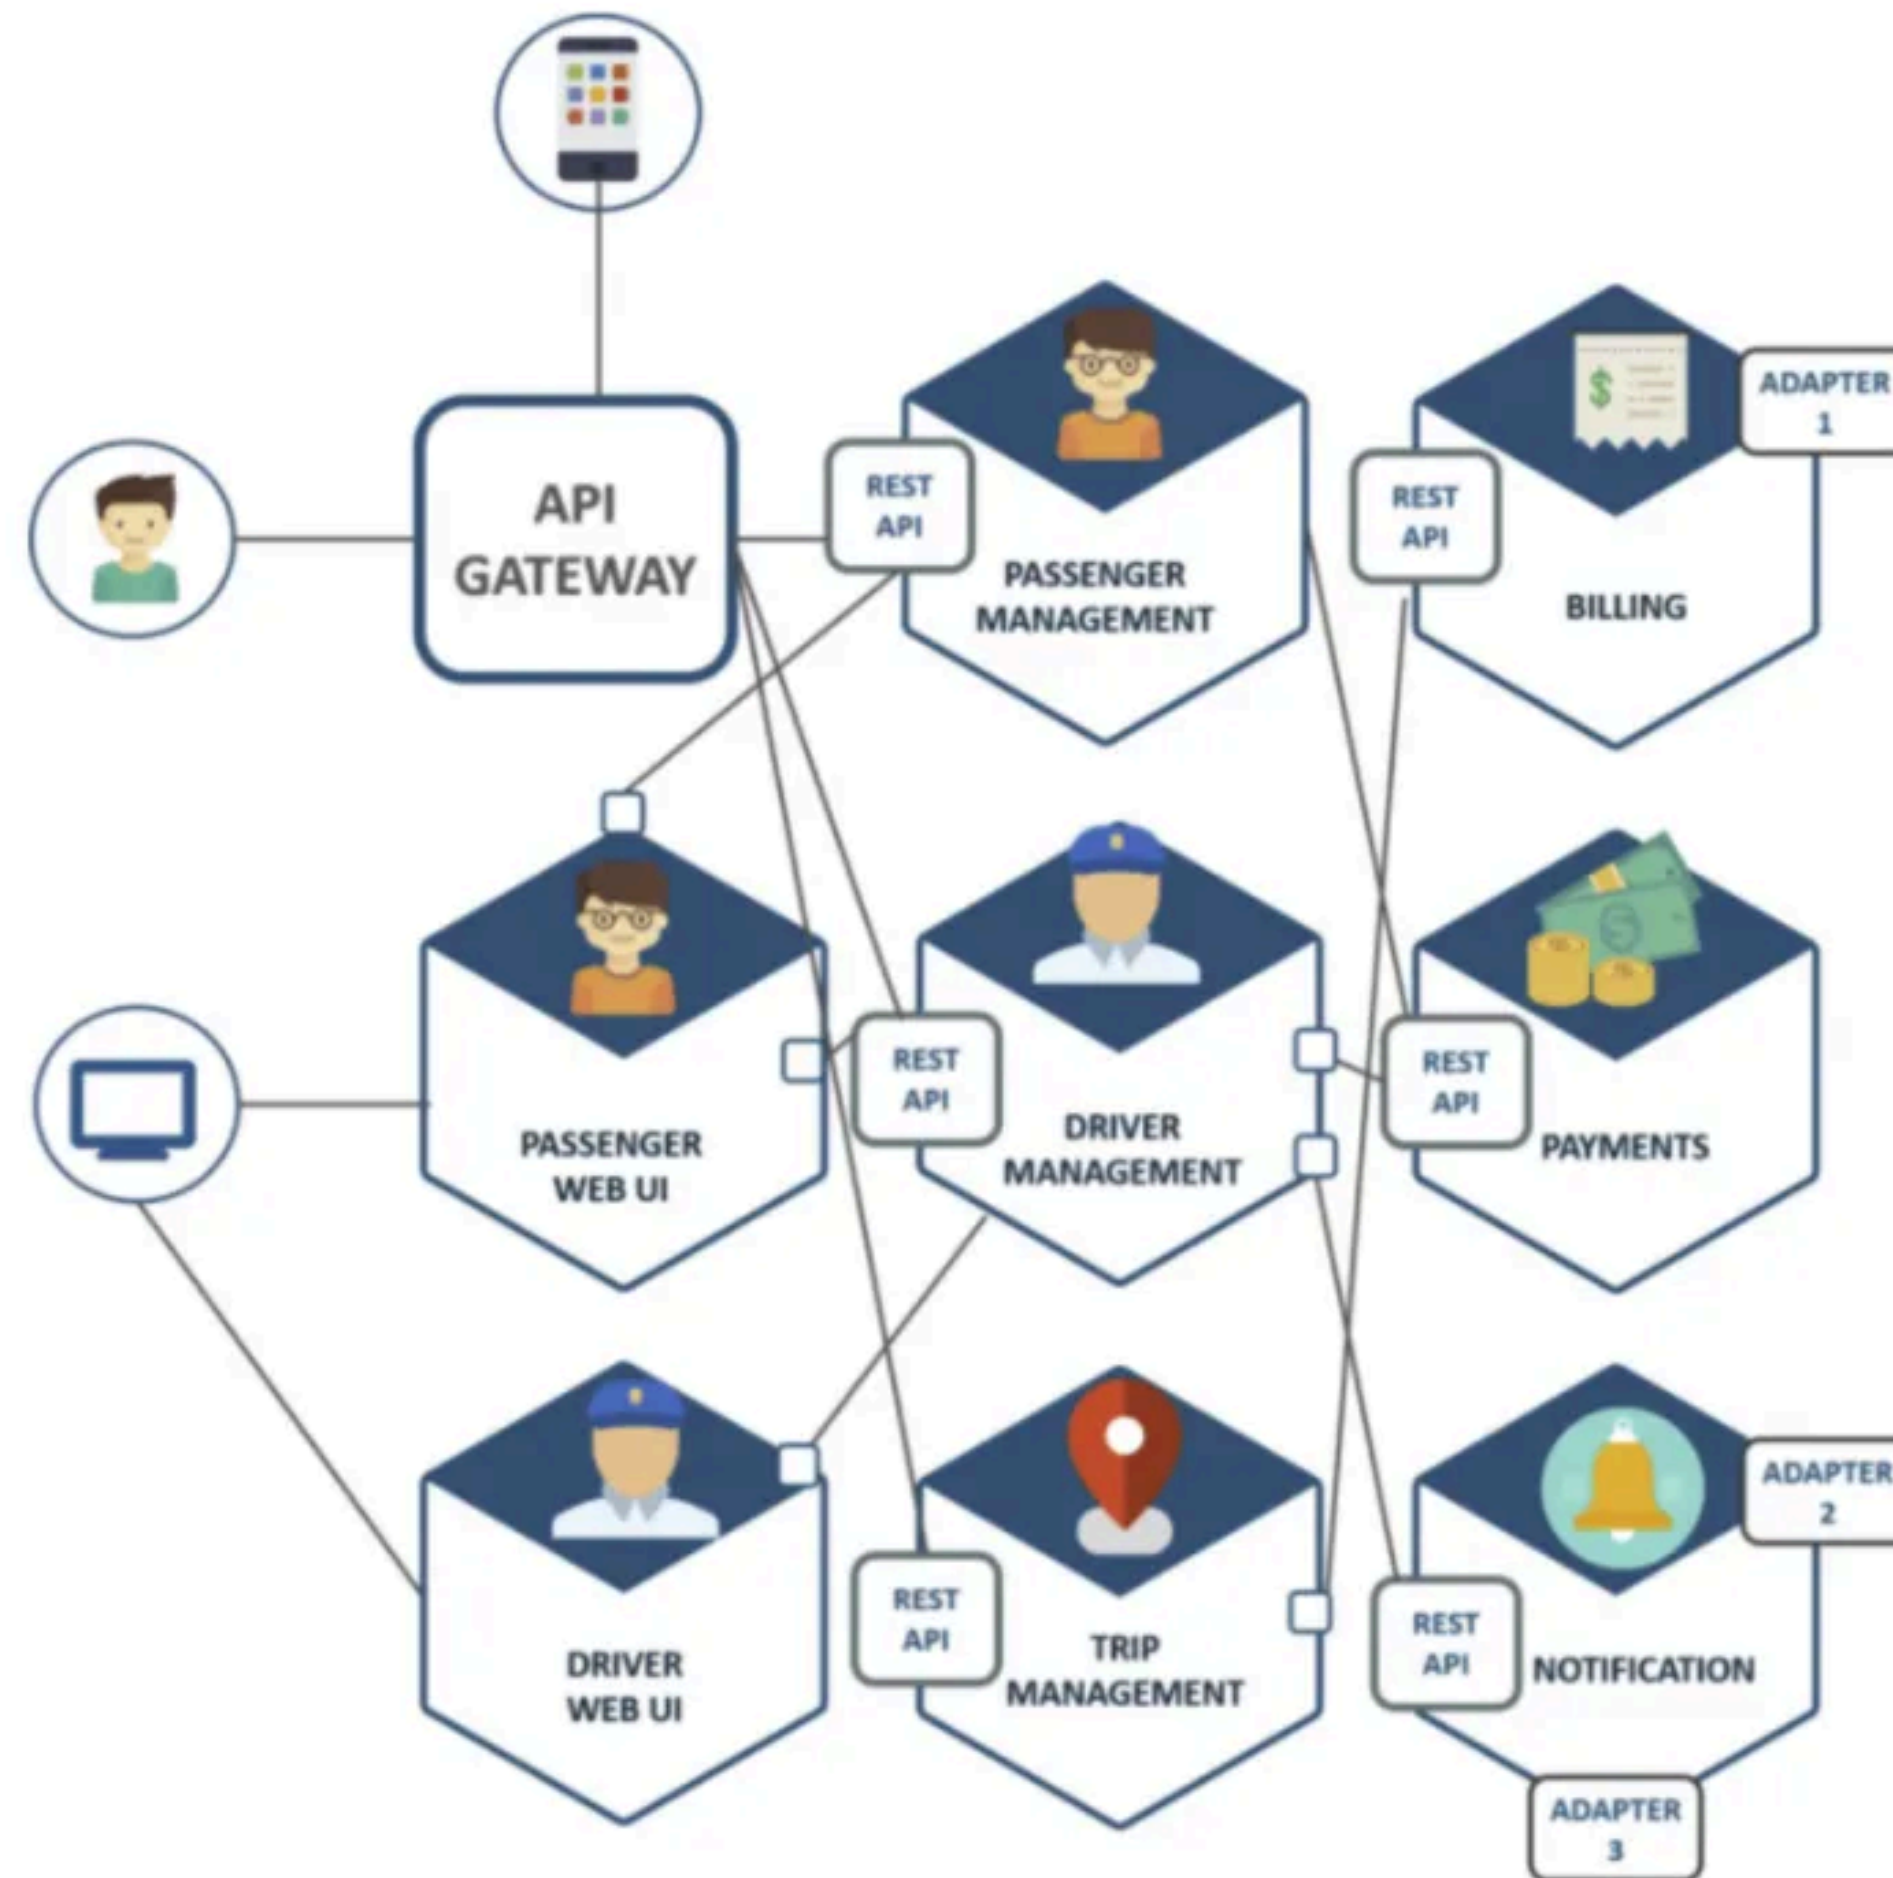 API
GATEWAY
REST
API
PASSENGER
MANAGEMENT
REST
API
BILLING
ADAPTER
1
PASSENGER
WEB UI
REST
API
DRIVER
MANAGEMENT
REST
API
PAYMENTS
DRIVER
WEB UI
REST
API
TRIP
MANAGEMENT
REST
API
NOTIFICATION
ADAPTER
2
ADAPTER
3